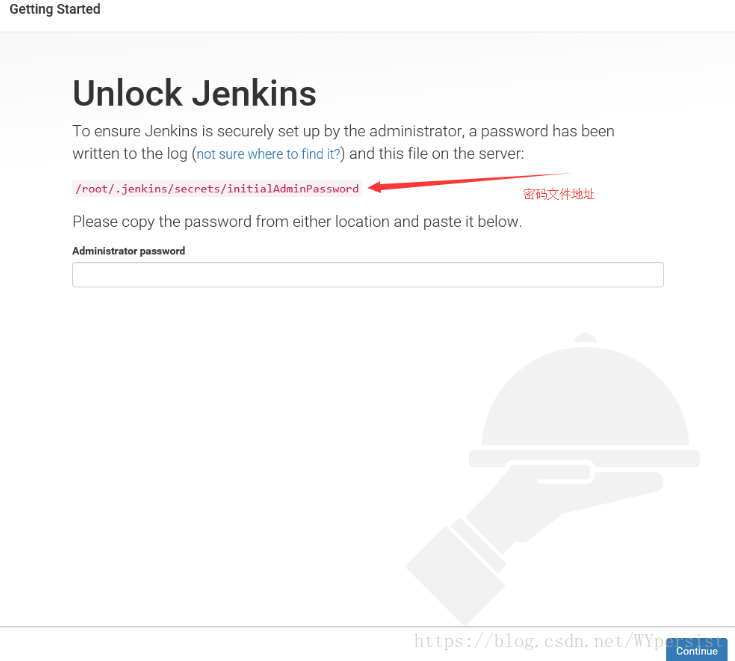 Getting Started
Unlock Jenkins
To ensure Jenkins is securely set up by the administrator, a password has been
written to the log (not sure where to find it?) and this file on the server:
/root/.jenkins/secrets/initialAdminPassword
密码文件地址
Please copy the password from either location and paste it below.
Administrator password
https://blog.csdn.net/WYpersist
Continue